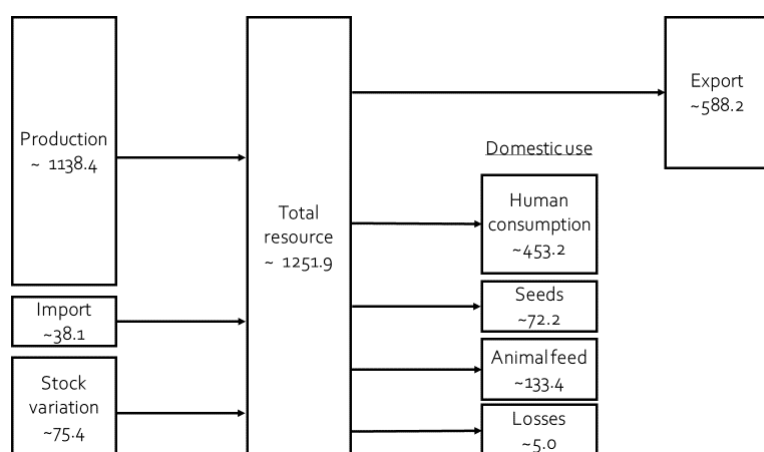 Production
~ 1138.4
Import
~38.1
Stock
variation
~75.4
Total
resource
~ 1251.9
Domestic use
Human
consumption
~453.2
Seeds
~72.2
Animal feed
~133.4
Losses
~5.0
Export
~588.2